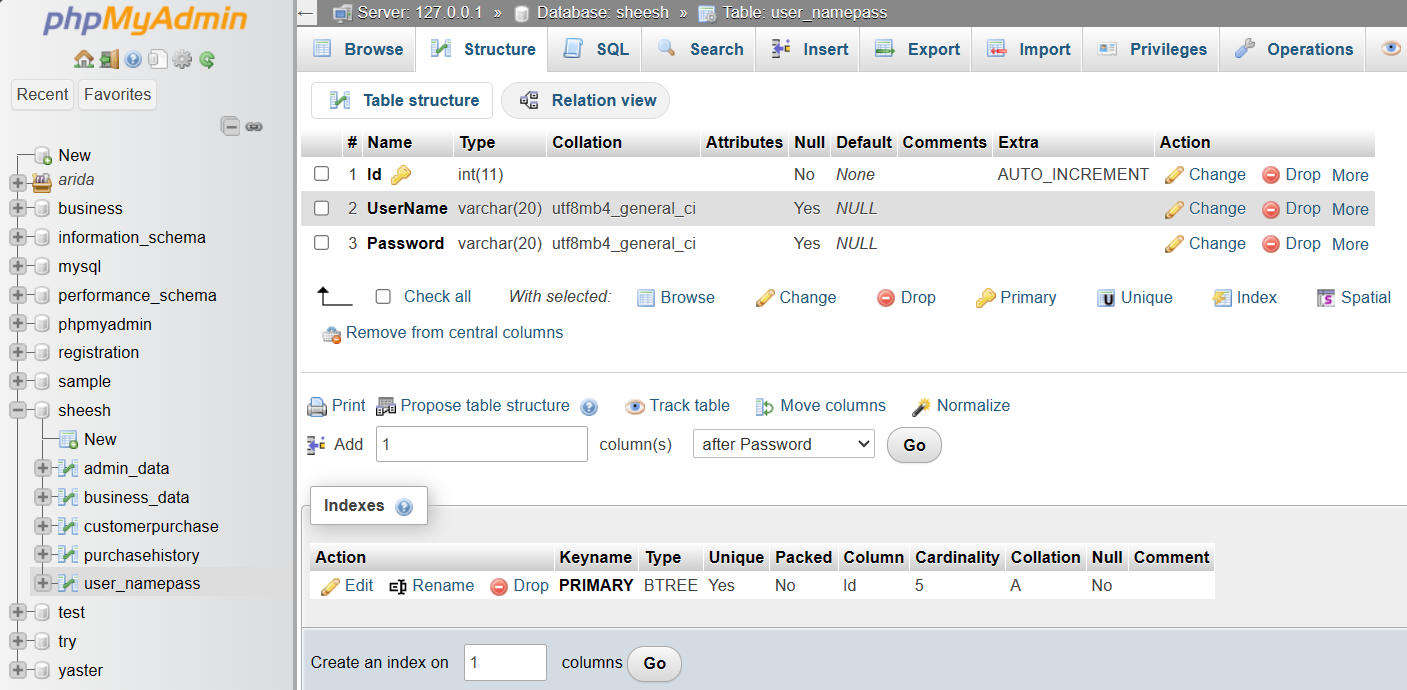 phpMyAdmin
Recent Favorites
New
arida
business
information_schema
mysql
performance_schema
phpmyadmin
registration
sample
sheesh
New
admin_data
business_data
customerpurchase
purchasehistory
user_namepass
test
try
yaster
Server: 127.0.0.1 » Database: sheesh » Table: user_namepass
Browse Structure SQL Search Insert Export Import Privileges Operations
Table structure Relation view
# Name Type Collation Attributes Null Default Comments Extra Action
1 Id int(11) No None AUTO_INCREMENT Change Drop More
2 UserName varchar(20) utf8mb4_general_ci Yes NULL Change Drop More
3 Password varchar(20) utf8mb4_general_ci Yes NULL Change Drop More
Check all With selected: Browse Change Drop Primary Unique Index Spatial
Remove from central columns
Print Propose table structure Track table Move columns Normalize
Add 1 column(s) after Password Go
Indexes
Action Keyname Type Unique Packed Column Cardinality Collation Null Comment
Edit Rename Drop PRIMARY BTREE Yes No Id 5 A No
Create an index on 1 columns Go